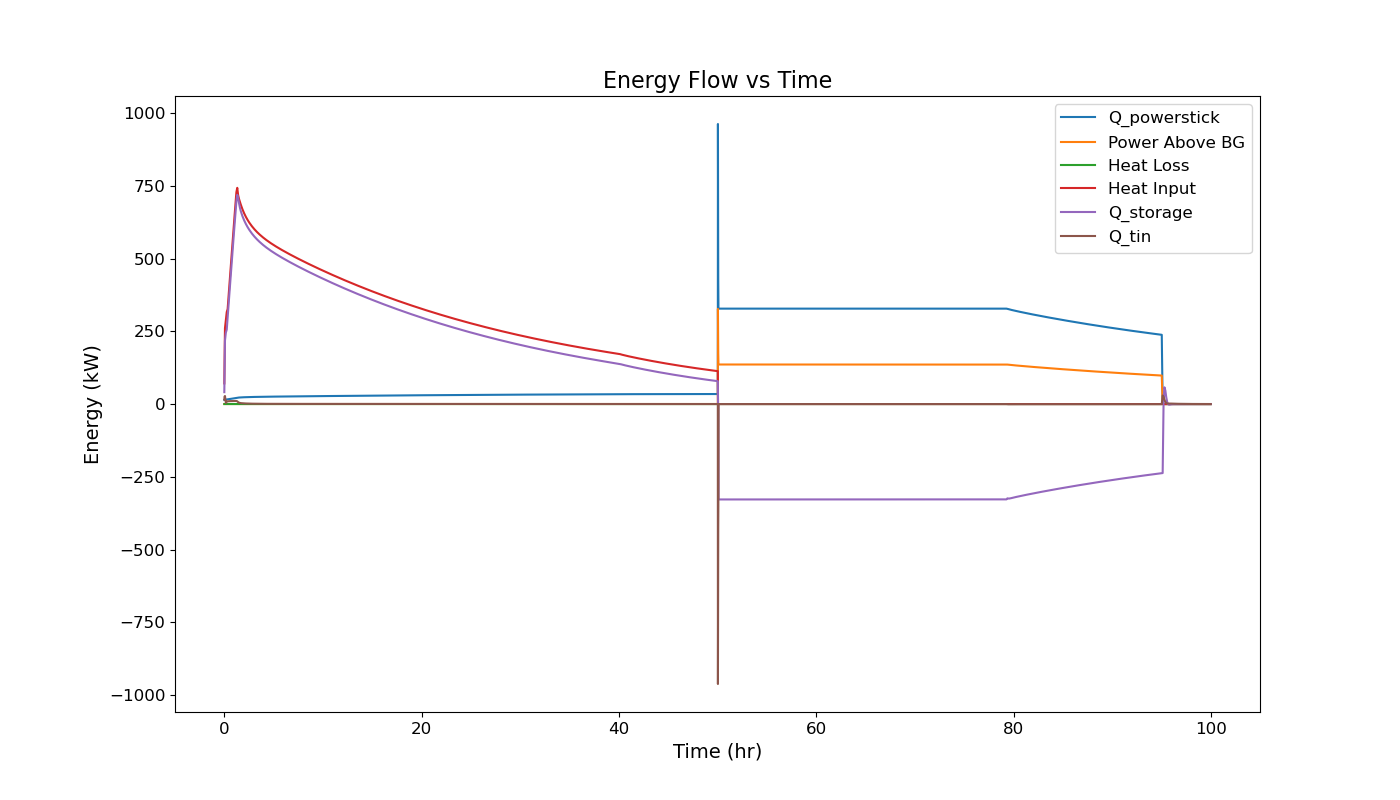 Energy Flow vs Time
Energy (kW)
1000
750
500
250
0
−250
−500
−750
−1000
Q_powerstick
Power Above BG
Heat Loss
Heat Input
Q_storage
Q_tin
0 20 40 60 80 100
Time (hr)